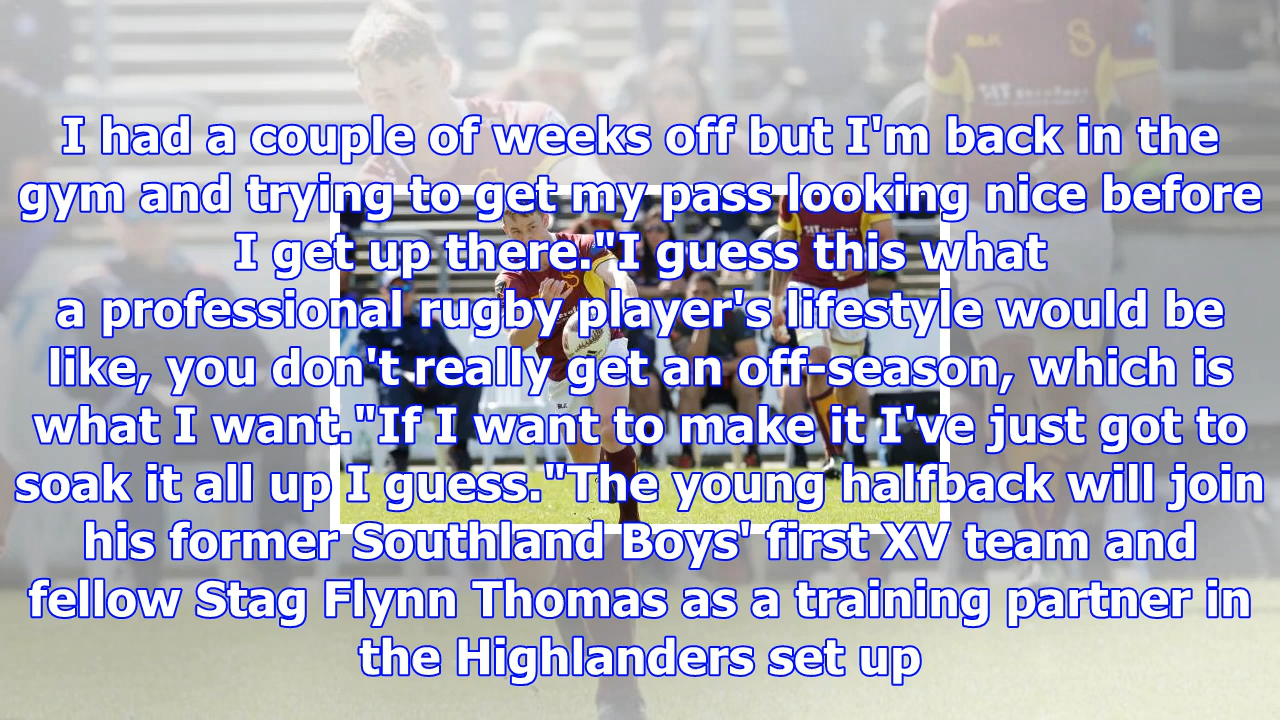 BLK
S
I had a couple of weeks off but I'm back in the
gym and trying to get my pass looking nice before
I get up there."I guess this what
a professional rugby player's lifestyle would be
like, you don't really get an off-season, which is
what I want."If I want to make it I've just got to
soak it all up I guess."The young halfback will join
his former Southland Boys' first XV team and
fellow Stag Flynn Thomas as a training partner in
the Highlanders set up